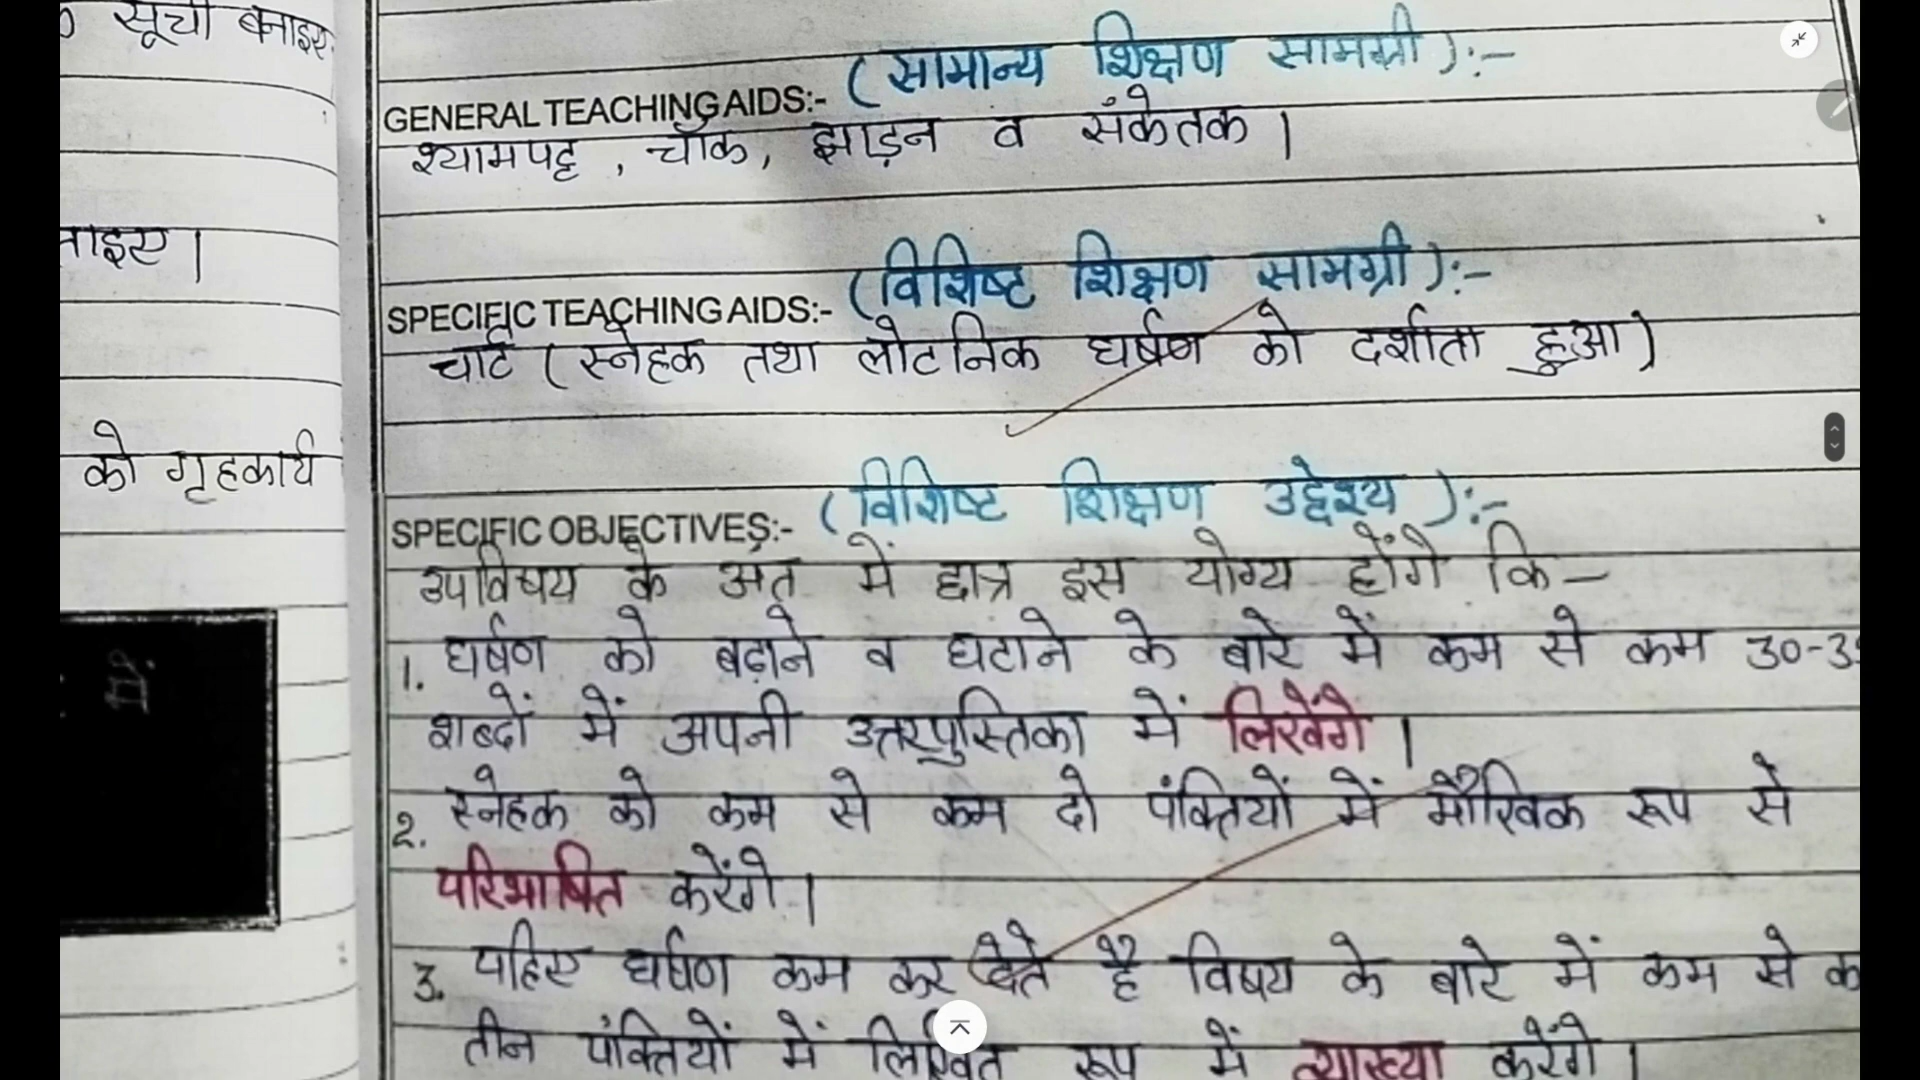 सूची बनाइए
नाइए।
को गृहकार्य
में.
(सामान्य शिक्षण सामग्री):-
GENERAL TEACHING AIDS:-
श्यामपट्ट, चॉक, झाड़न व संकेतक।
(विशिष्ट शिक्षण सामग्री):-
SPECIFIC TEACHING AIDS:-
चार्ट (स्नेहक तथा लोटनिक घर्षण को दर्शाता हुआ)
(विशिष्ट शिक्षण उद्देश्य):-
SPECIFIC OBJECTIVES:-
उपविषय के अंत में छात्र इस योग्य होंगे कि-
1. घर्षण को बढ़ाने व घटाने के बारे में कम से कम 30-3
शब्दों में अपनी उत्तरपुस्तिका में लिखेंगे।
2. स्नेहक को कम से कम दो पंक्तियों में मौखिक रूप से
परिभाषित करेंगे।
3. पहिए घर्षण कम कर देते है विषय के बारे में कम से क
तीन पंक्तियों में लिखित रूप में व्याख्या करेंगे।